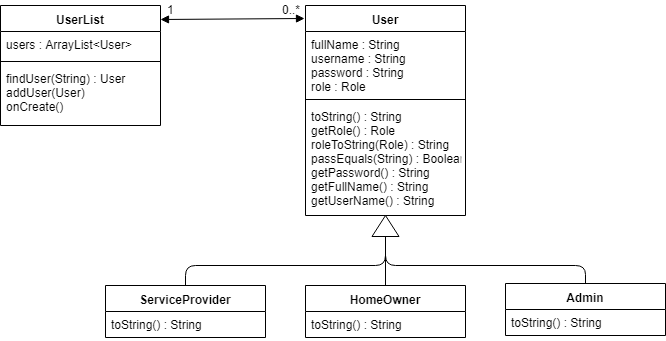 UserList
users : ArrayList<User>
findUser(String) : User
addUser(User)
onCreate()
1
0..*
User
fullName : String
username : String
password : String
role : Role
toString() : String
getRole() : Role
roleToString(Role) : String
passEquals(String) : Boolean
getPassword() : String
getFullName() : String
getUserName() : String
ServiceProvider
toString() : String
HomeOwner
toString() : String
Admin
toString() : String